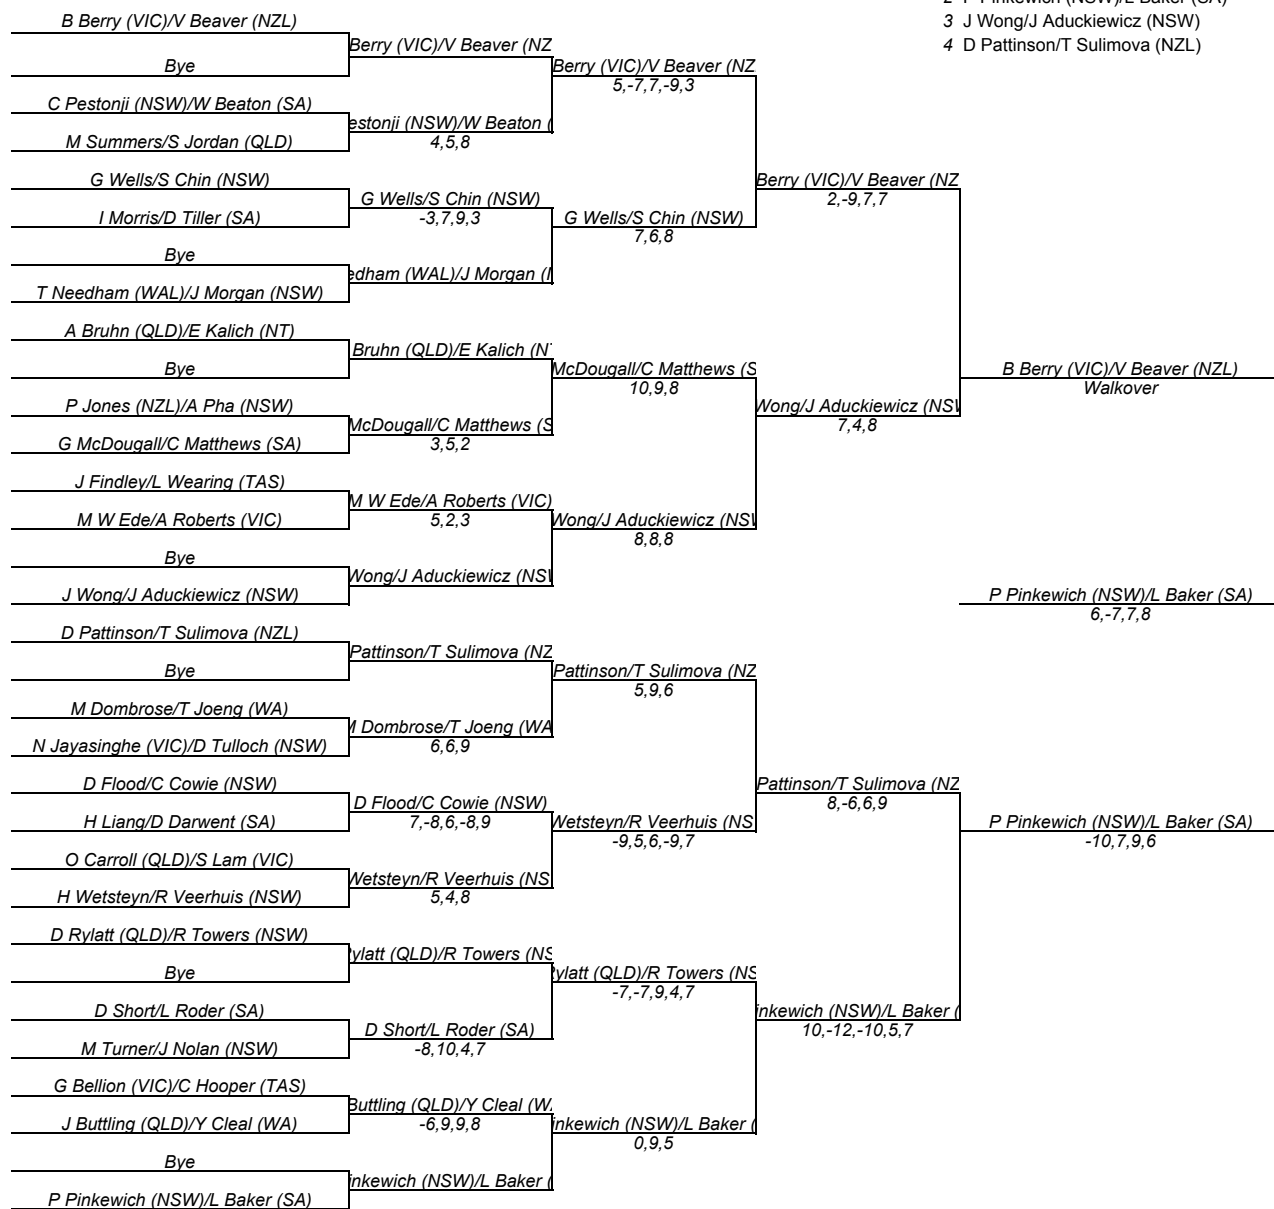 2 P Pinkewich (NSW)/L Baker (SA)
3 J Wong/J Aduckiewicz (NSW)
4 D Pattinson/T Sulimova (NZL)
B Berry (VIC)/V Beaver (NZL)
Bye
C Pestonji (NSW)/W Beaton (SA)
M Summers/S Jordan (QLD)
G Wells/S Chin (NSW)
I Morris/D Tiller (SA)
Bye
T Needham (WAL)/J Morgan (NSW)
A Bruhn (QLD)/E Kalich (NT)
Bye
P Jones (NZL)/A Pha (NSW)
G McDougall/C Matthews (SA)
J Findley/L Wearing (TAS)
M W Ede/A Roberts (VIC)
Bye
J Wong/J Aduckiewicz (NSW)
D Pattinson/T Sulimova (NZL)
Bye
M Dombrose/T Joeng (WA)
N Jayasinghe (VIC)/D Tulloch (NSW)
D Flood/C Cowie (NSW)
H Liang/D Darwent (SA)
O Carroll (QLD)/S Lam (VIC)
H Wetsteyn/R Veerhuis (NSW)
D Rylatt (QLD)/R Towers (NSW)
Bye
D Short/L Roder (SA)
M Turner/J Nolan (NSW)
G Bellion (VIC)/C Hooper (TAS)
J Buttling (QLD)/Y Cleal (WA)
Bye
P Pinkewich (NSW)/L Baker (SA)
Berry (VIC)/V Beaver (NZ
estonji (NSW)/W Beaton (
4,5,8
G Wells/S Chin (NSW)
-3,7,9,3
edham (WAL)/J Morgan (
Bruhn (QLD)/E Kalich (N
McDougall/C Matthews (S
3,5,2
M W Ede/A Roberts (VIC)
5,2,3
Wong/J Aduckiewicz (NS
Pattinson/T Sulimova (NZ
M Dombrose/T Joeng (WA
6,6,9
D Flood/C Cowie (NSW)
7,-8,6,-8,9
Wetsteyn/R Veerhuis (NS
5,4,8
ylatt (QLD)/R Towers (NS
D Short/L Roder (SA)
-8,10,4,7
Buttling (QLD)/Y Cleal (W
-6,9,9,8
inkewich (NSW)/L Baker (
Berry (VIC)/V Beaver (NZ
5,-7,7,-9,3
G Wells/S Chin (NSW)
7,6,8
McDougall/C Matthews (S
10,9,8
Wong/J Aduckiewicz (NS
8,8,8
Pattinson/T Sulimova (NZ
5,9,6
Wetsteyn/R Veerhuis (NS
-9,5,6,-9,7
ylatt (QLD)/R Towers (NS
-7,-7,9,4,7
inkewich (NSW)/L Baker (
0,9,5
Berry (VIC)/V Beaver (NZ
2,-9,7,7
Wong/J Aduckiewicz (NS
7,4,8
Pattinson/T Sulimova (NZ
8,-6,6,9
inkewich (NSW)/L Baker (
10,-12,-10,5,7
B Berry (VIC)/V Beaver (NZL)
Walkover
P Pinkewich (NSW)/L Baker (SA)
6,-7,7,8
P Pinkewich (NSW)/L Baker (SA)
-10,7,9,6